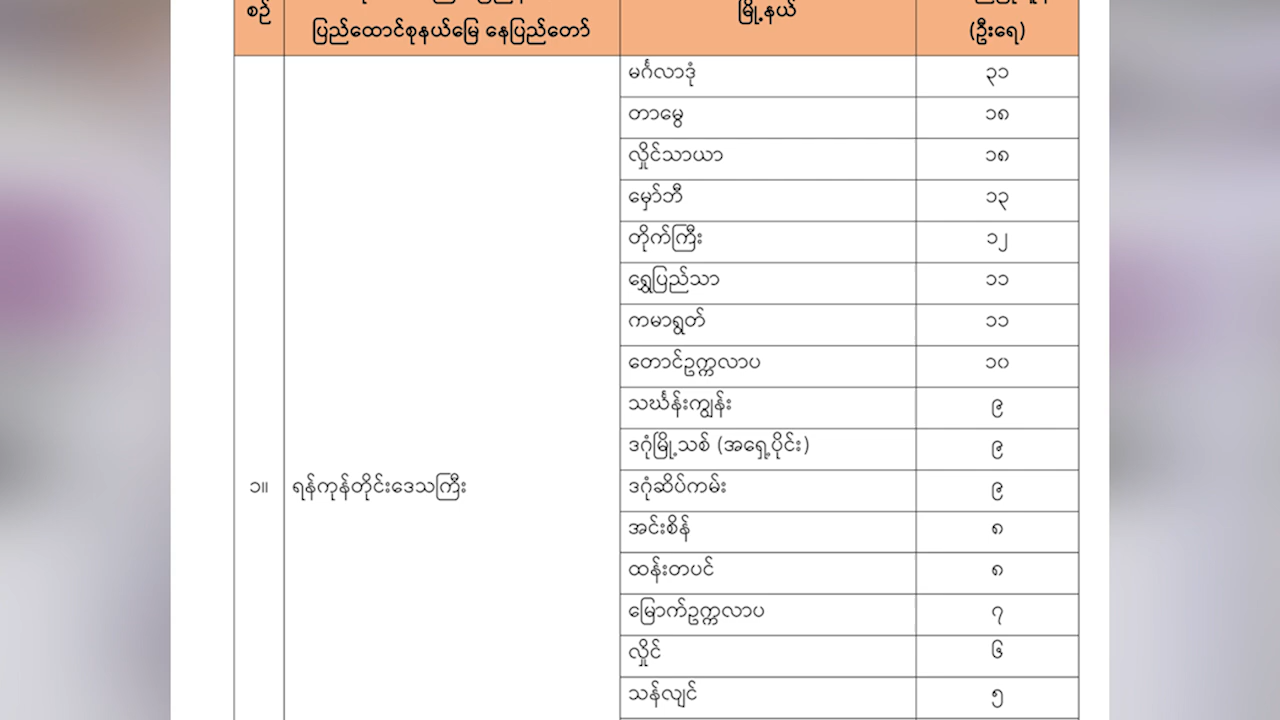 စဉ်
ပြည်ထောင်စုနယ်မြေ နေပြည်တော်
မြို့နယ်
(ဦးရေ)
မင်္ဂလာဒုံ ၃၁
တာမွေ ၁၈
လှိုင်သာယာ ၁၈
မှော်ဘီ ၁၃
တိုက်ကြီး ၁၂
ရွှေပြည်သာ ၁၁
ကမာရွတ် ၁၁
တောင်ဥက္ကလာပ ၁၀
သင်္ဃန်းကျွန်း ၉
ဒဂုံမြို့သစ် (အရှေ့ပိုင်း) ၉
၁။ ရန်ကုန်တိုင်းဒေသကြီး ဒဂုံဆိပ်ကမ်း ၉
အင်းစိန် ၈
ထန်းတပင် ၈
မြောက်ဥက္ကလာပ ၇
လှိုင် ၆
သန်လျင် ၅